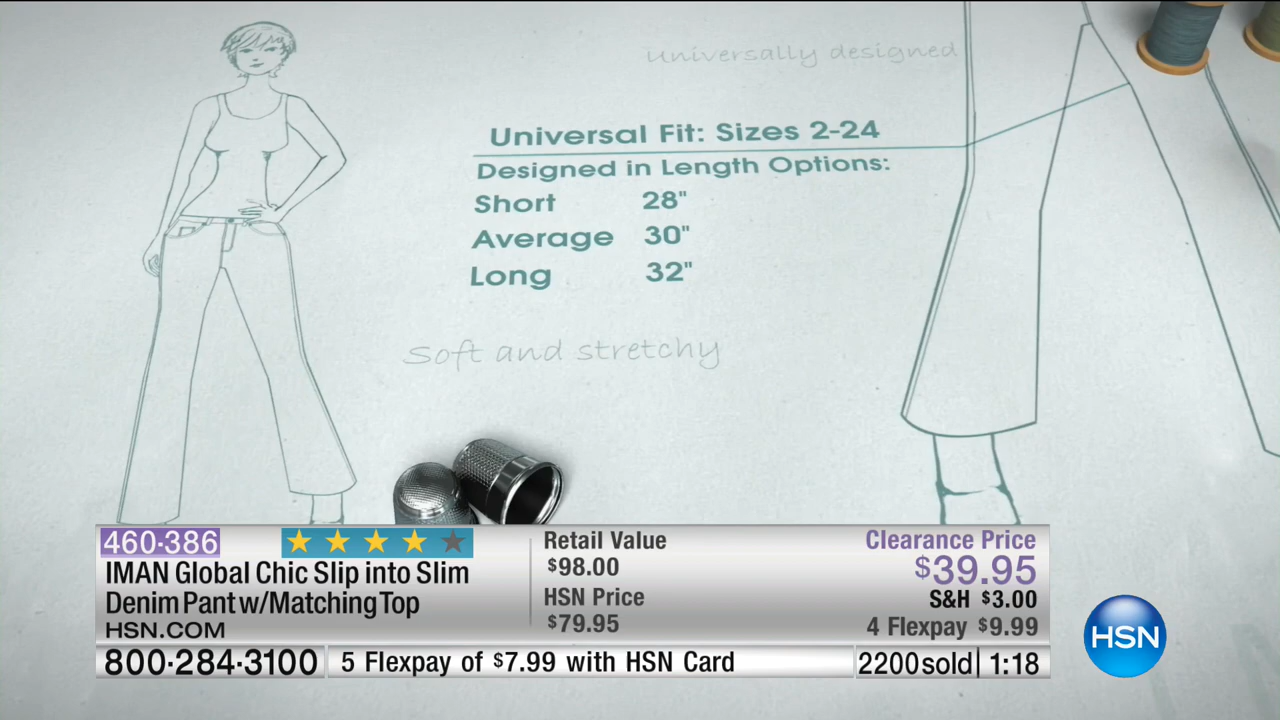 universally designed
Universal Fit: Sizes 2-24
Designed in Length Options:
Short 28"
Average 30"
Long 32"
Soft and stretchy
460-386
IMAN Global Chic Slip into Slim
Denim Pant w/Matching Top
HSN.COM
Retail Value
$98.00
HSN Price
$79.95
Clearance Price
$39.95
S&H $3.00
4 Flexpay $9.99
HSN
800-284-3100
5 Flexpay of $7.99 with HSN Card
2200 sold 1:18